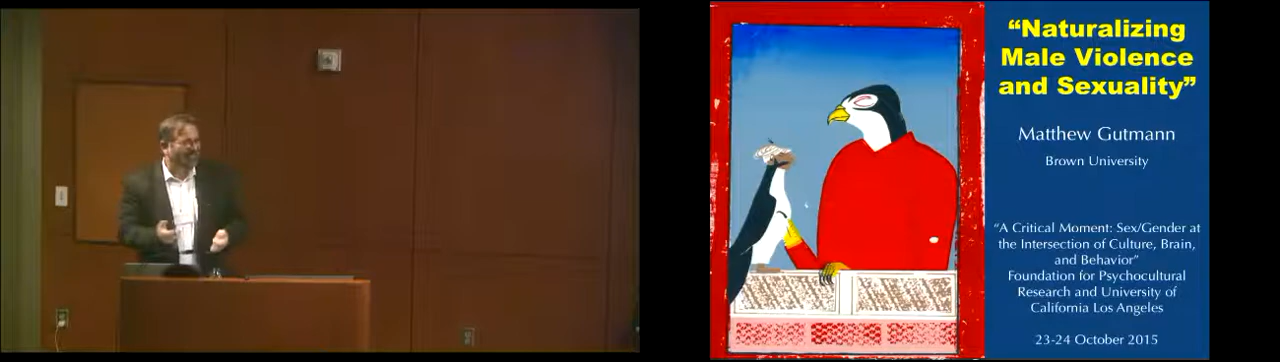 “Naturalizing
Male Violence
and Sexuality”
Matthew Gutmann
Brown University
“A Critical Moment: Sex/Gender at
the Intersection of Culture, Brain,
and Behavior”
Foundation for Psychocultural
Research and University of
California Los Angeles
23-24 October 2015